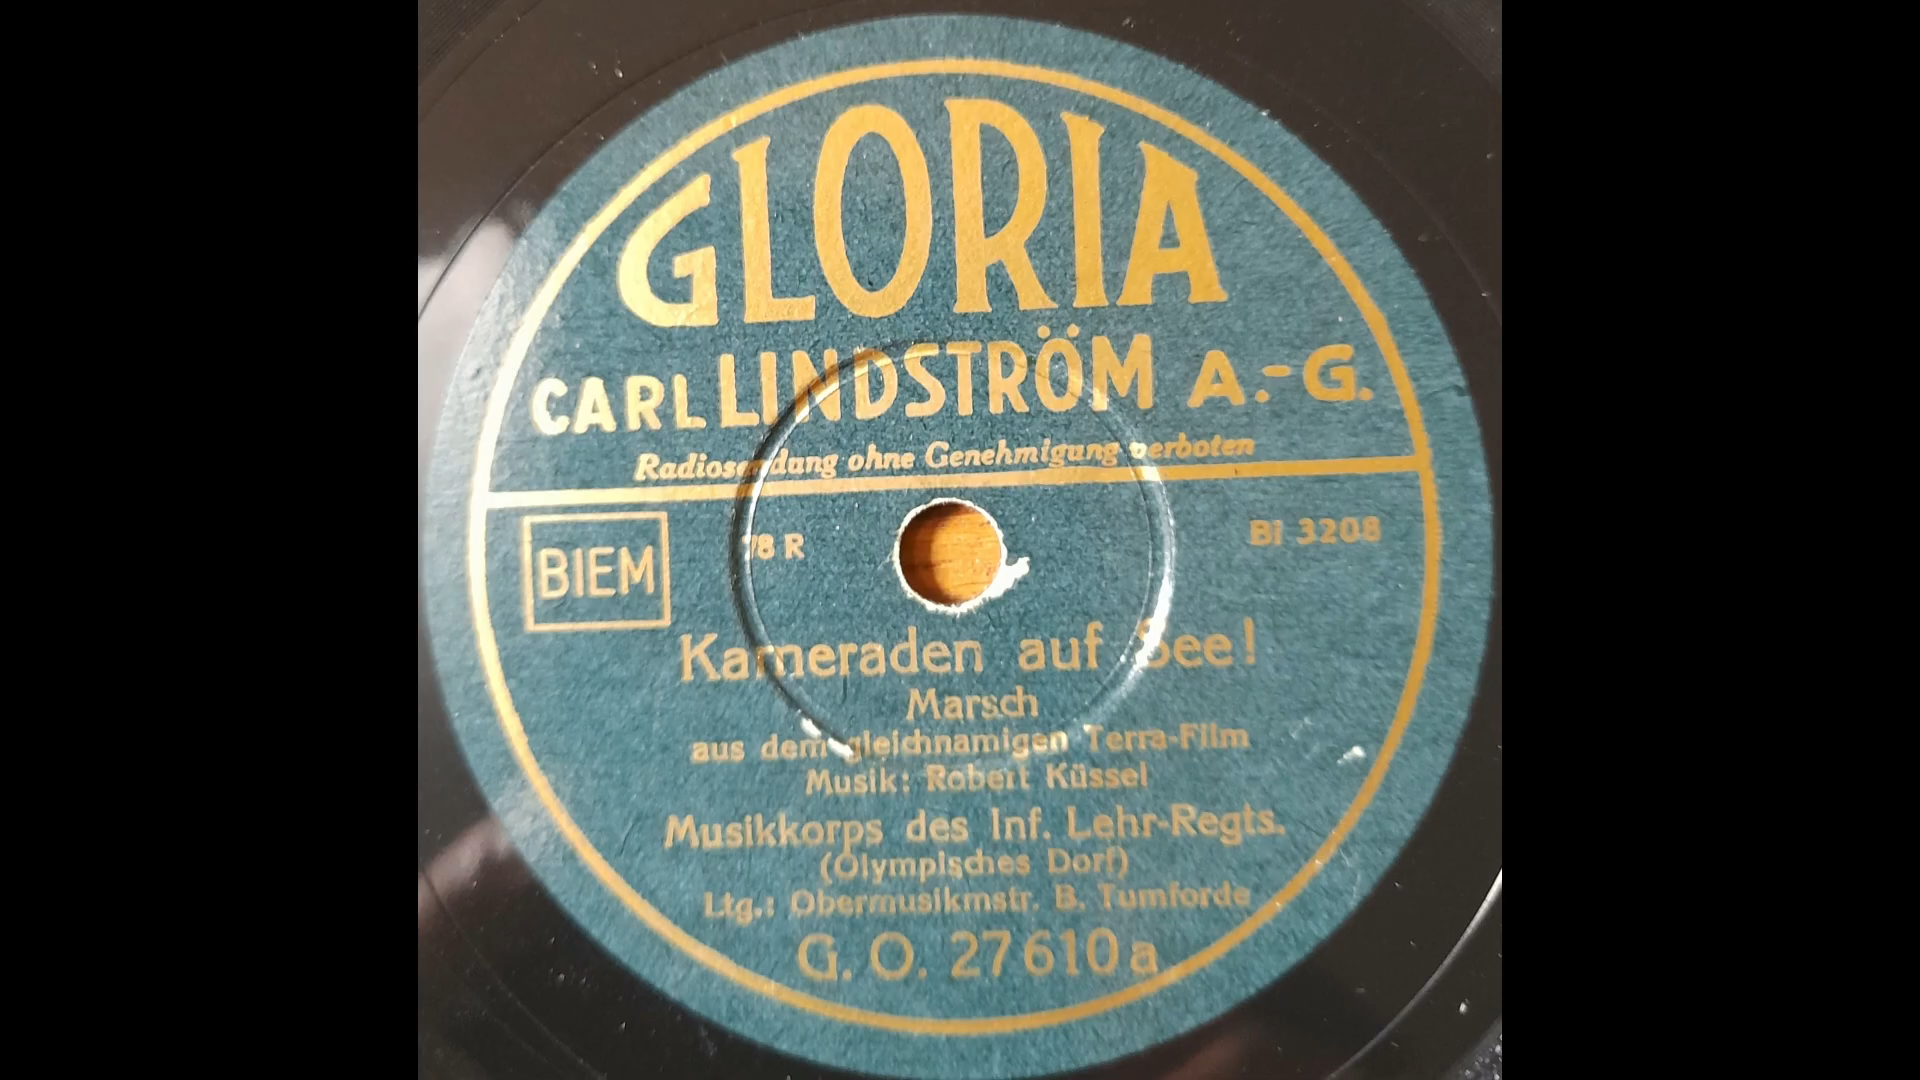 GLORIA
CARL LINDSTRÖM A.-G.
Radiosendung ohne Genehmigung verboten
BIEM
78 R
Bi 3208
Kameraden auf See!
Marsch
aus dem gleichnamigen Terra-Film
Musik: Robert Küssel
Musikkorps des Inf. Lehr-Regts.
(Olympisches Dorf)
Ltg.: Obermusikmstr. B. Tumforde
G. O. 27610 a